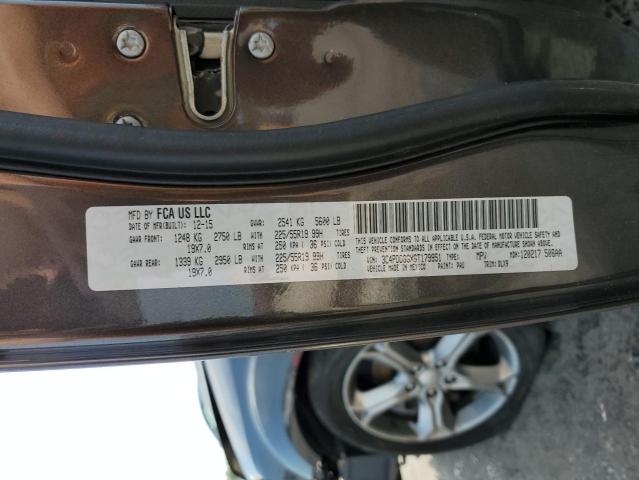 MFD BY FCA US LLC
DATE OF MFR(BUILT): 12-15 GVWR: 2541 KG 5600 LB
GAWR FRONT: 1248 KG 2750 LB WITH 225/55R19 99H TIRES
19X7.0 RIMS AT 250 KPA ( 36 PSI) COLD
GAWR REAR: 1339 KG 2950 LB WITH 225/55R19 99H TIRES
19X7.0 RIMS AT 250 KPA ( 36 PSI) COLD
THIS VEHICLE CONFORMS TO ALL APPLICABLE U.S.A. FEDERAL MOTOR VEHICLE SAFETY AND
THEFT PREVENTION STANDARDS IN EFFECT ON THE DATE OF MANUFACTURE SHOWN ABOVE.
VIN: 3C4PDCGGXGT179951 TYPE: MPV MDH: 120217 506AA
MADE IN MEXICO PAINT: PAU TRIM: DLX9